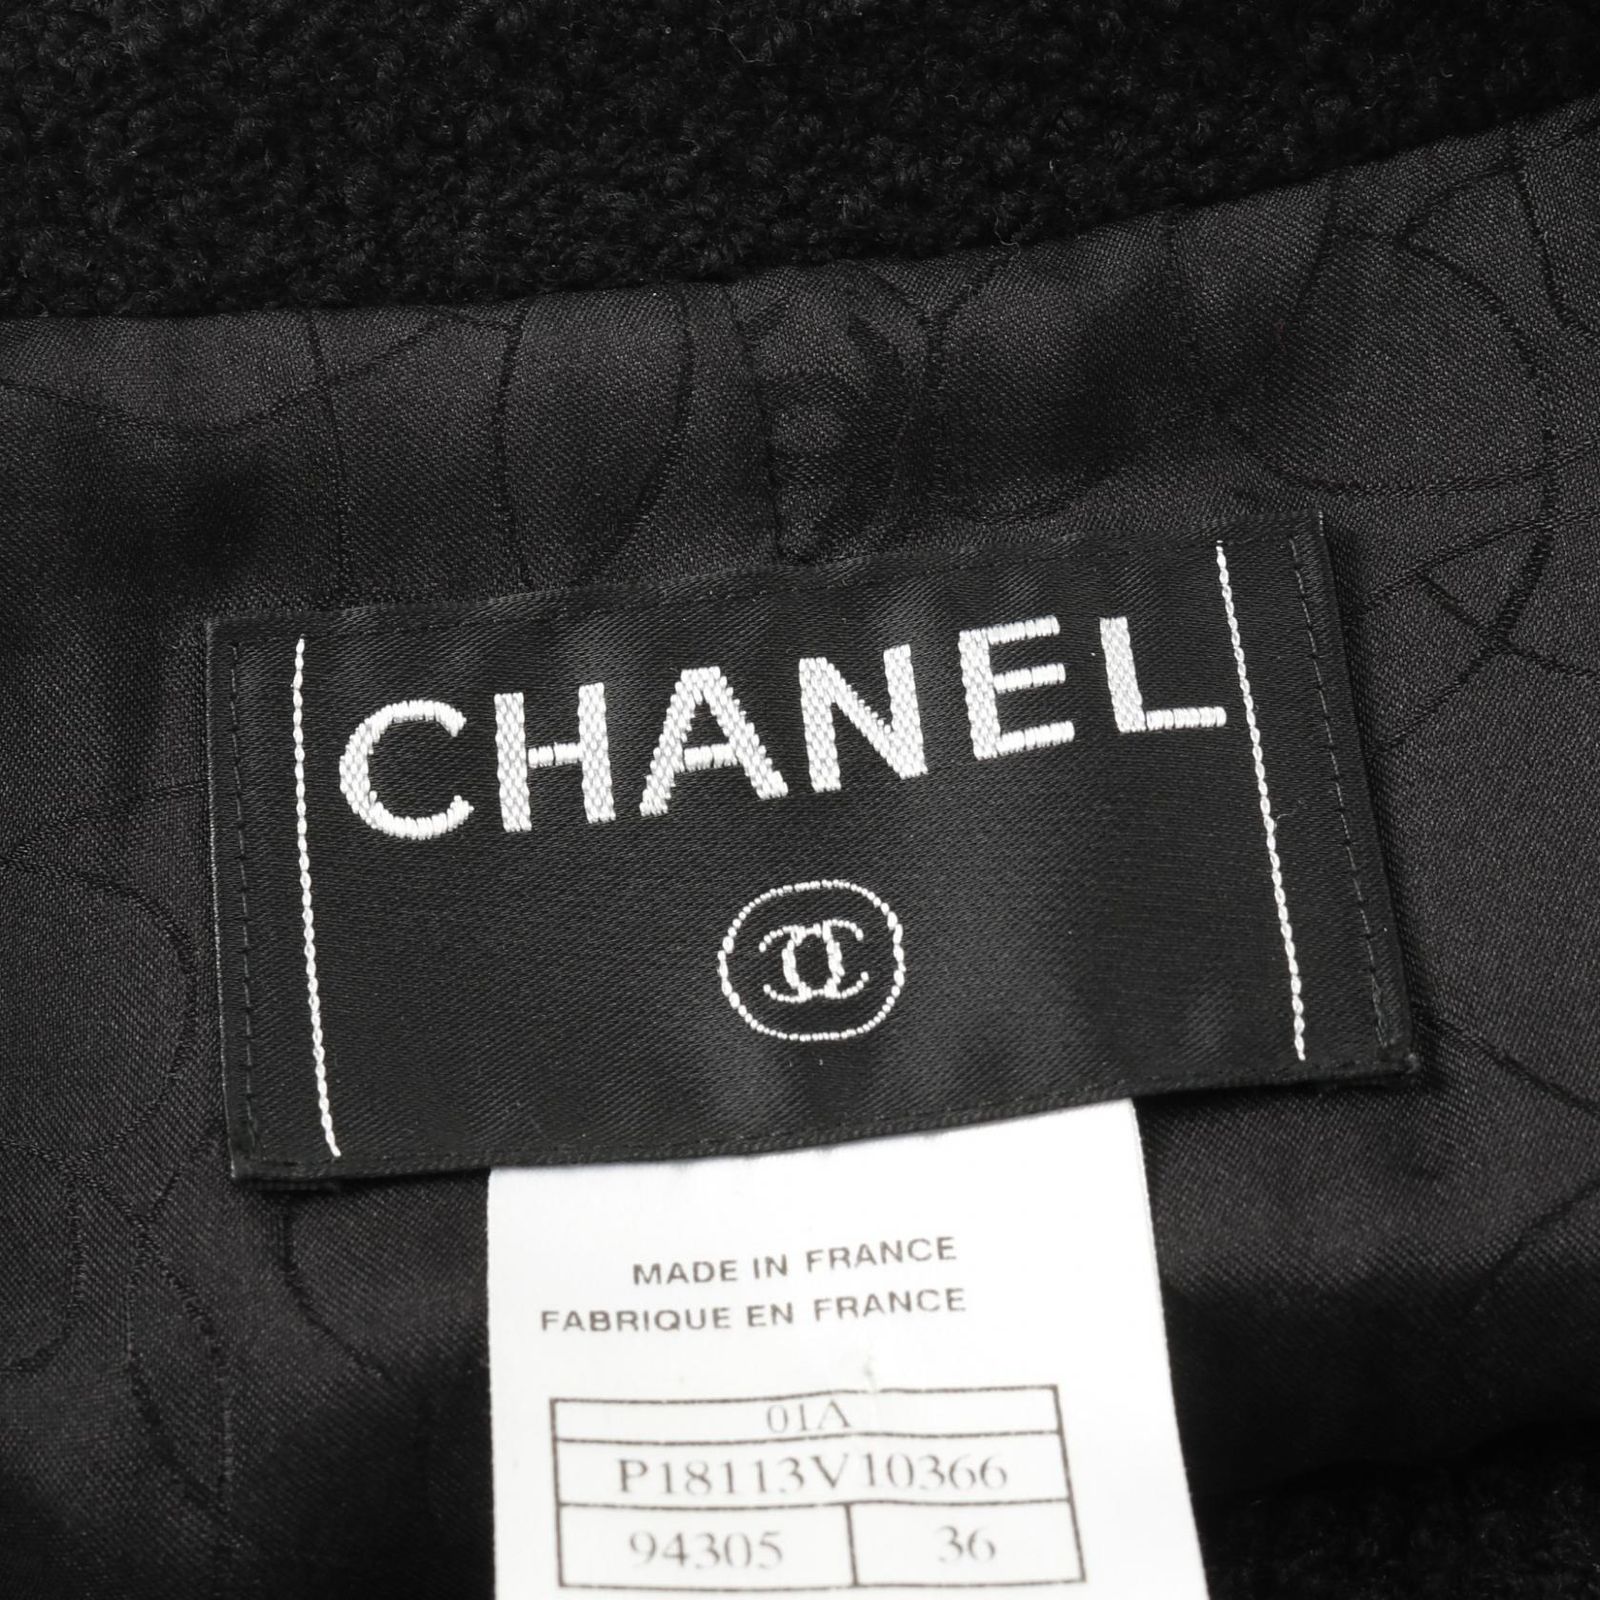 CHANEL
MADE IN FRANCE
FABRIQUE EN FRANCE
01A
P18113V10366
94305 36